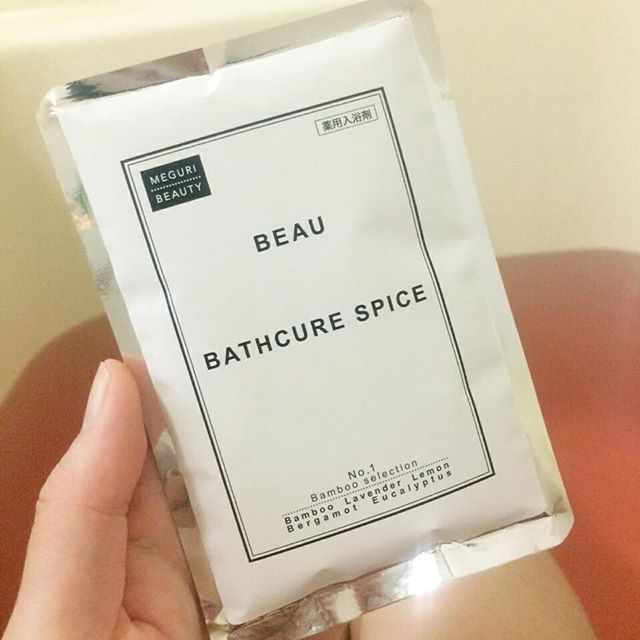 薬用入浴剤
MEGURI
BEAUTY
BEAU
BATHCURE SPICE
No.1
Bamboo selection
Bamboo Lavender Lemon
Bergamot Eucalyptus